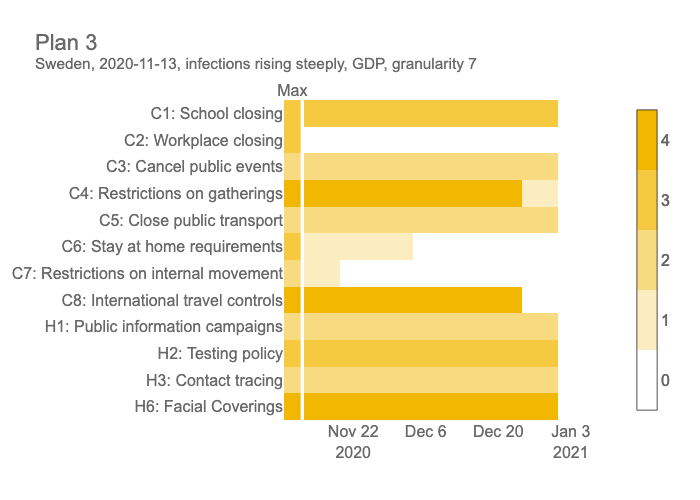 Plan 3
Sweden, 2020-11-13, infections rising steeply, GDP, granularity 7
Max
C1: School closing
C2: Workplace closing
C3: Cancel public events
C4: Restrictions on gatherings
C5: Close public transport
C6: Stay at home requirements
C7: Restrictions on internal movement
C8: International travel controls
H1: Public information campaigns
H2: Testing policy
H3: Contact tracing
H6: Facial Coverings
Nov 22 Dec 6 Dec 20 Jan 3
2020 2021
4
3
2
1
0